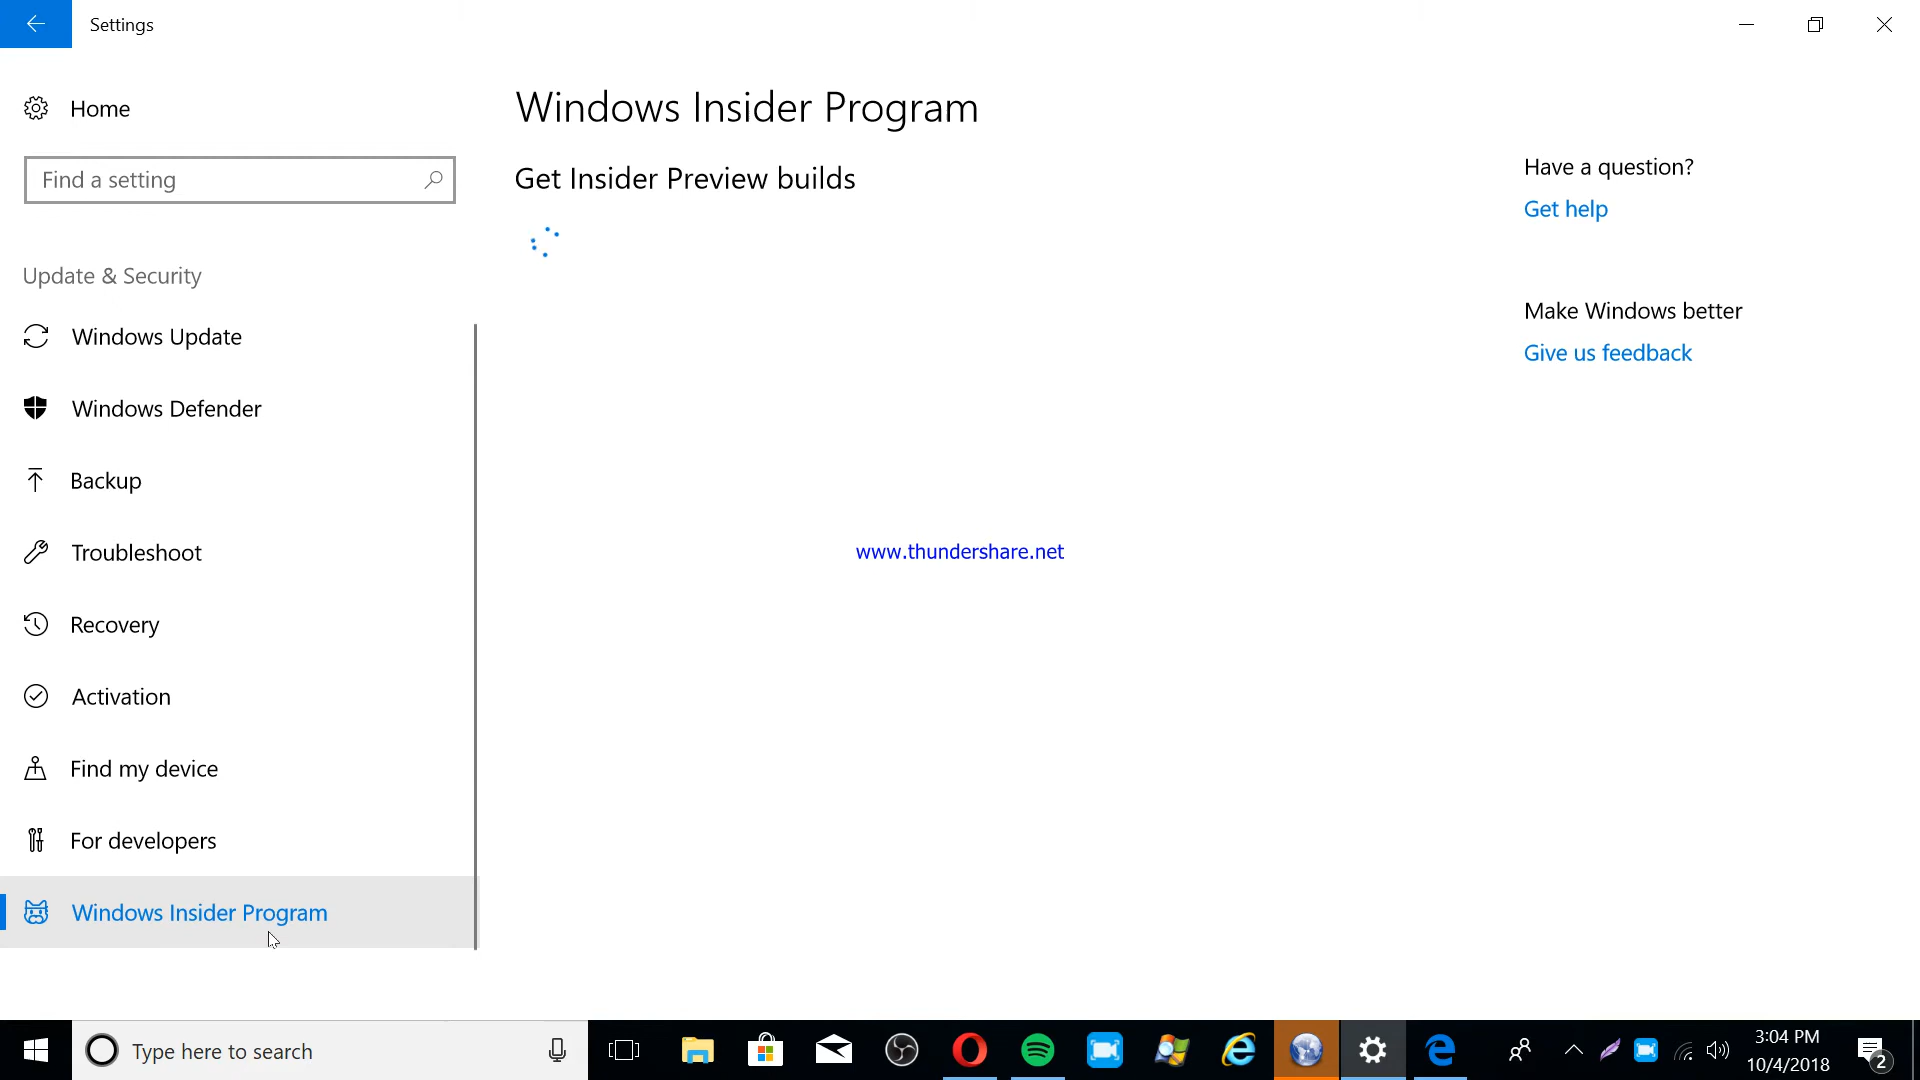 Settings
Home
Find a setting
Update & Security
Windows Update
Windows Defender
Backup
Troubleshoot
Recovery
Activation
Find my device
For developers
Windows Insider Program
Windows Insider Program
Get Insider Preview builds
www.thundershare.net
Have a question?
Get help
Make Windows better
Give us feedback
Type here to search
3:04 PM
10/4/2018
2